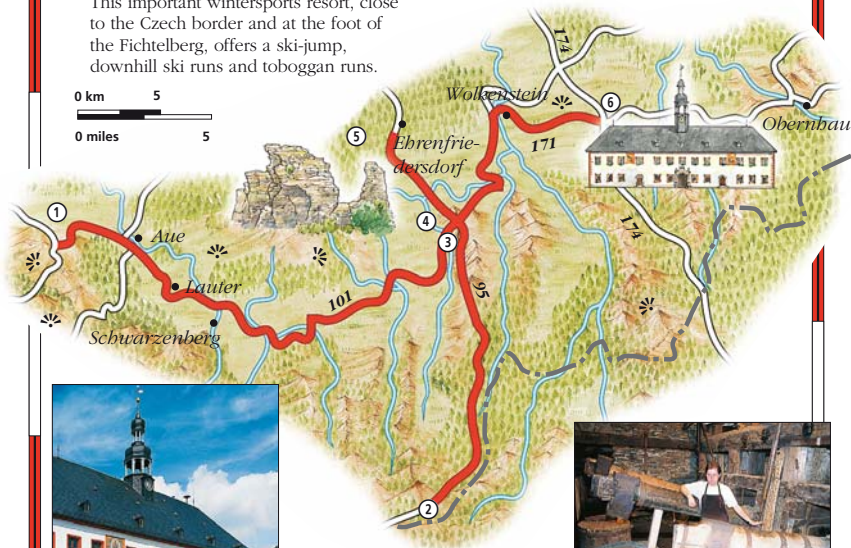 This important wintersports resort, close
to the Czech border and at the foot of
the Fichtelberg, offers a ski-jump,
downhill ski runs and toboggan runs.
0 km 5
0 miles 5
174
Wolkenstein
6
5
Ehrenfrie-
dersdorf
171
Obernhau
1
4
174
Aue
3
Lauter
101
95
Schwarzenberg
2